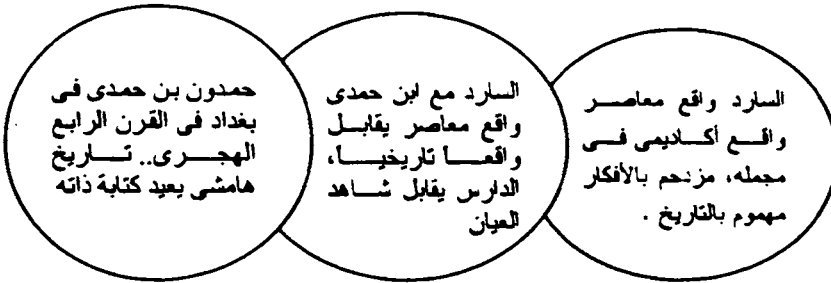 السارد واقع معاصر
واقع أكاديمى فى
مجمله، مزدحم بالأفكار
مهموم بالتاريخ .
السارد مع ابن حمدى
واقع معاصر يقابل
واقعاً تاريخياً،
الدارس يقابل شاهد
العيان
حمدون بن حمدى فى
بغداد فى القرن الرابع
الهجرى.. تاريخ
هامشى يعيد كتابة ذاته